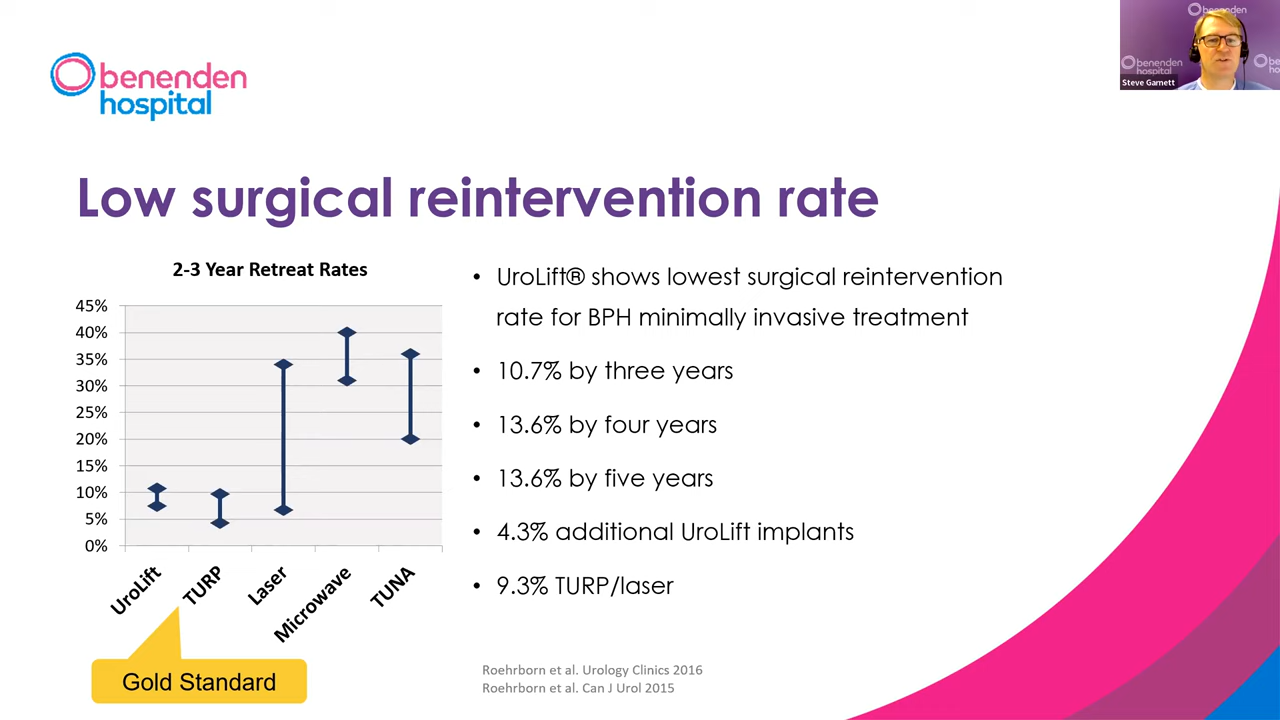 benenden
hospital
benenden
benenden
hospital
Steve Garnett
Low surgical reintervention rate
2-3 Year Retreat Rates
45%
40%
35%
30%
25%
20%
15%
10%
5%
0%
UroLift
TURP
Laser
Microwave
TUNA
Gold Standard
• UroLift® shows lowest surgical reintervention
rate for BPH minimally invasive treatment
• 10.7% by three years
• 13.6% by four years
• 13.6% by five years
• 4.3% additional UroLift implants
• 9.3% TURP/laser
Roehrborn et al. Urology Clinics 2016
Roehrborn et al. Can J Urol 2015